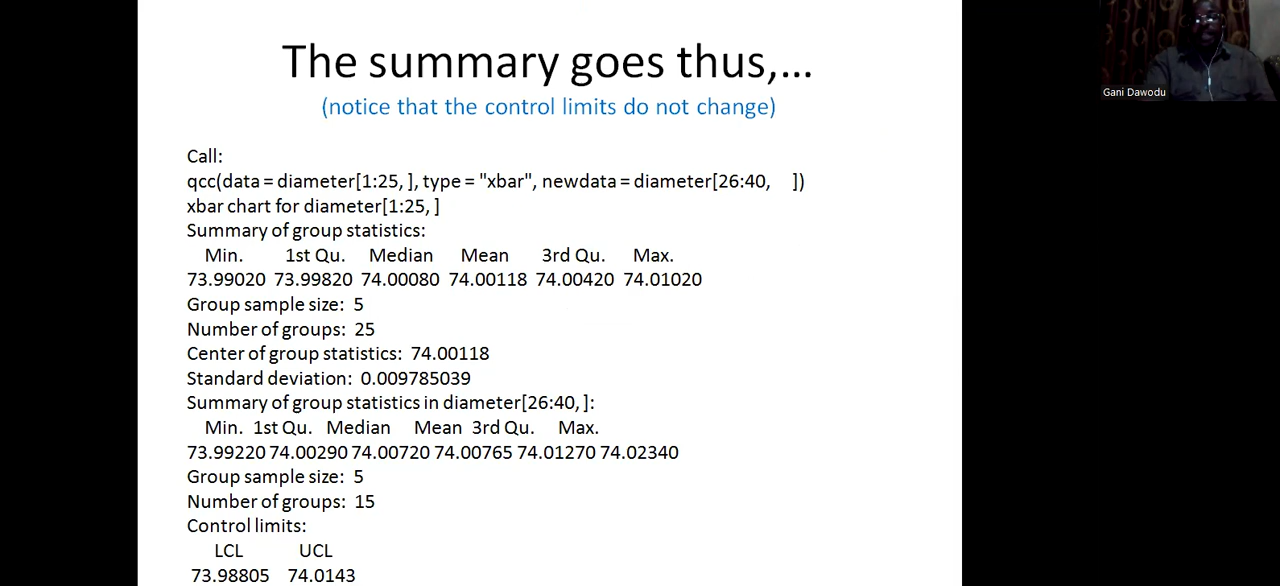 The summary goes thus,...
(notice that the control limits do not change)
Call:
qcc(data = diameter[1:25, ], type = "xbar", newdata = diameter[26:40, ])
xbar chart for diameter[1:25, ]
Summary of group statistics:
Min. 1st Qu. Median Mean 3rd Qu. Max.
73.99020 73.99820 74.00080 74.00118 74.00420 74.01020
Group sample size: 5
Number of groups: 25
Center of group statistics: 74.00118
Standard deviation: 0.009785039
Summary of group statistics in diameter[26:40, ]:
Min. 1st Qu. Median Mean 3rd Qu. Max.
73.99220 74.00290 74.00720 74.00765 74.01270 74.02340
Group sample size: 5
Number of groups: 15
Control limits:
LCL UCL
73.98805 74.0143
Gani Dawodu